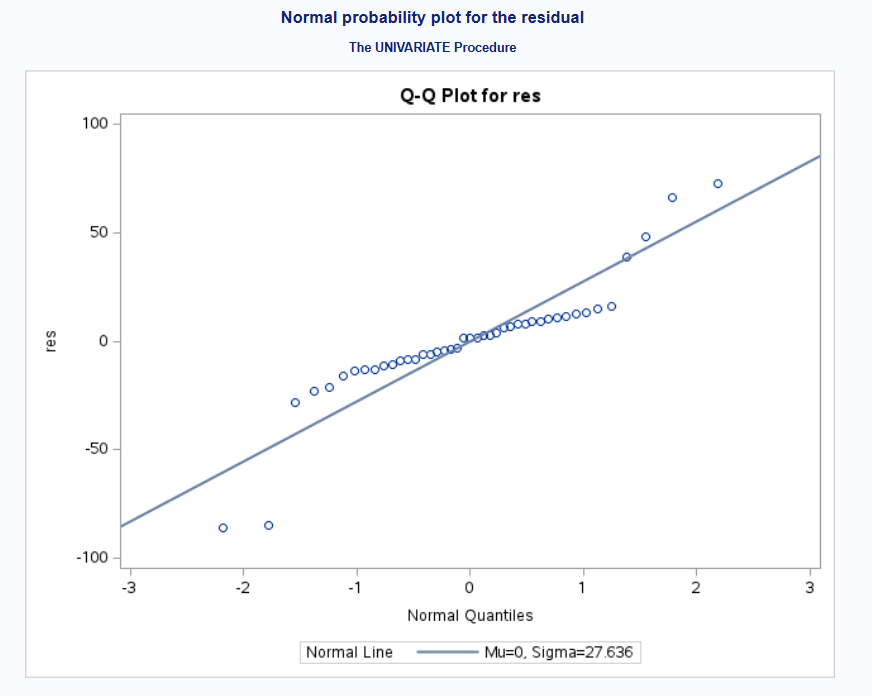 Normal probability plot for the residual
The UNIVARIATE Procedure
Q-Q Plot for res
100
50
0
-50
-100
res
-3 -2 -1 0 1 2 3
Normal Quantiles
Normal Line Mu=0, Sigma=27.636